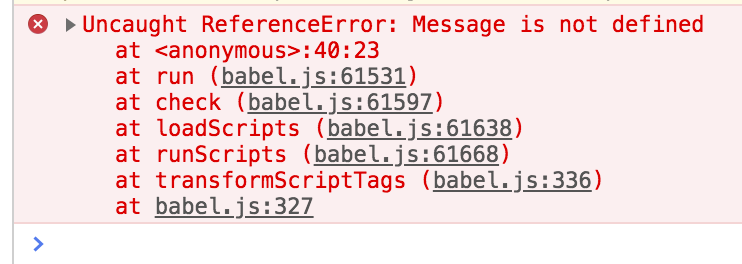 Uncaught ReferenceError: Message is not defined
at <anonymous>:40:23
at run (babel.js:61531)
at check (babel.js:61597)
at loadScripts (babel.js:61638)
at runScripts (babel.js:61668)
at transformScriptTags (babel.js:336)
at babel.js:327